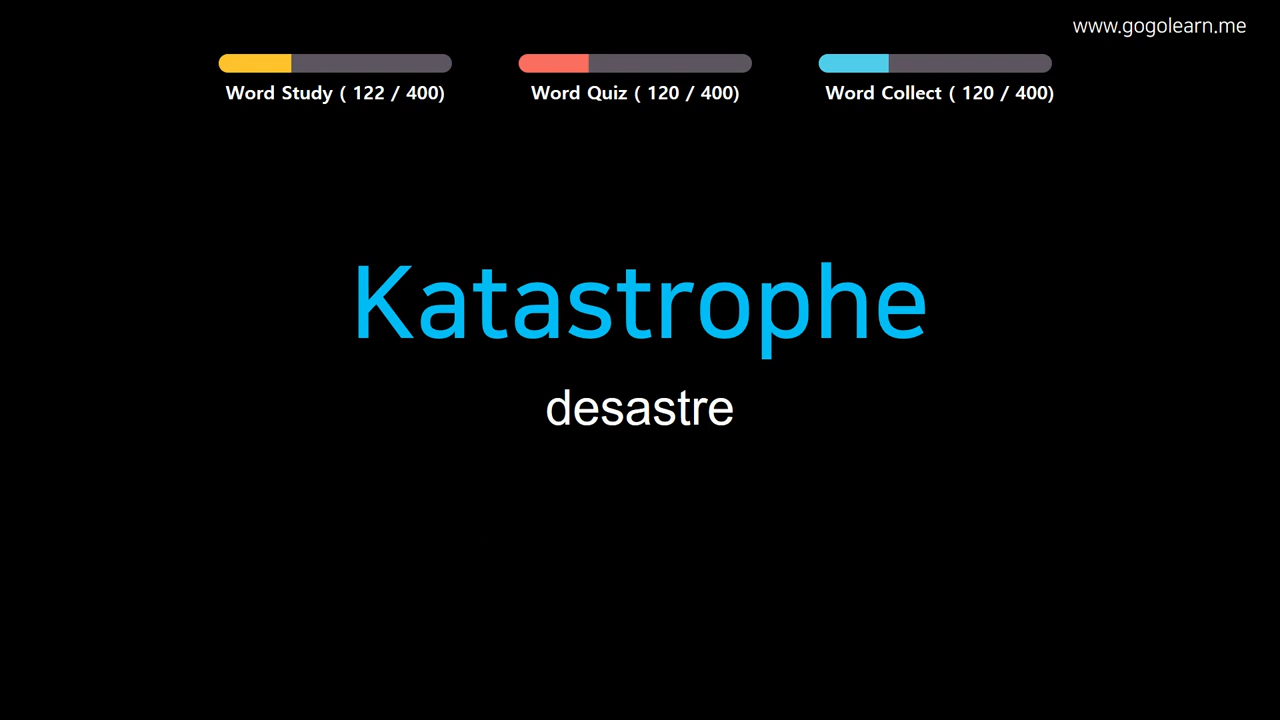 www.gogolearn.me
Word Study ( 122 / 400)
Word Quiz ( 120 / 400)
Word Collect ( 120 / 400)
Katastrophe
desastre